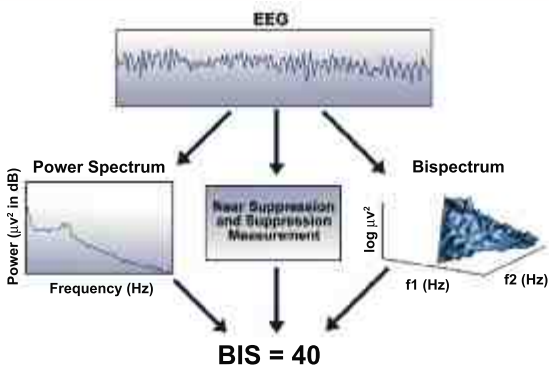 EEG
Power Spectrum
Bispectrum
Near Suppression
and Suppression
Measurement
Power (μv² in dB)
Frequency (Hz)
log μv²
f1 (Hz)
f2 (Hz)
BIS = 40